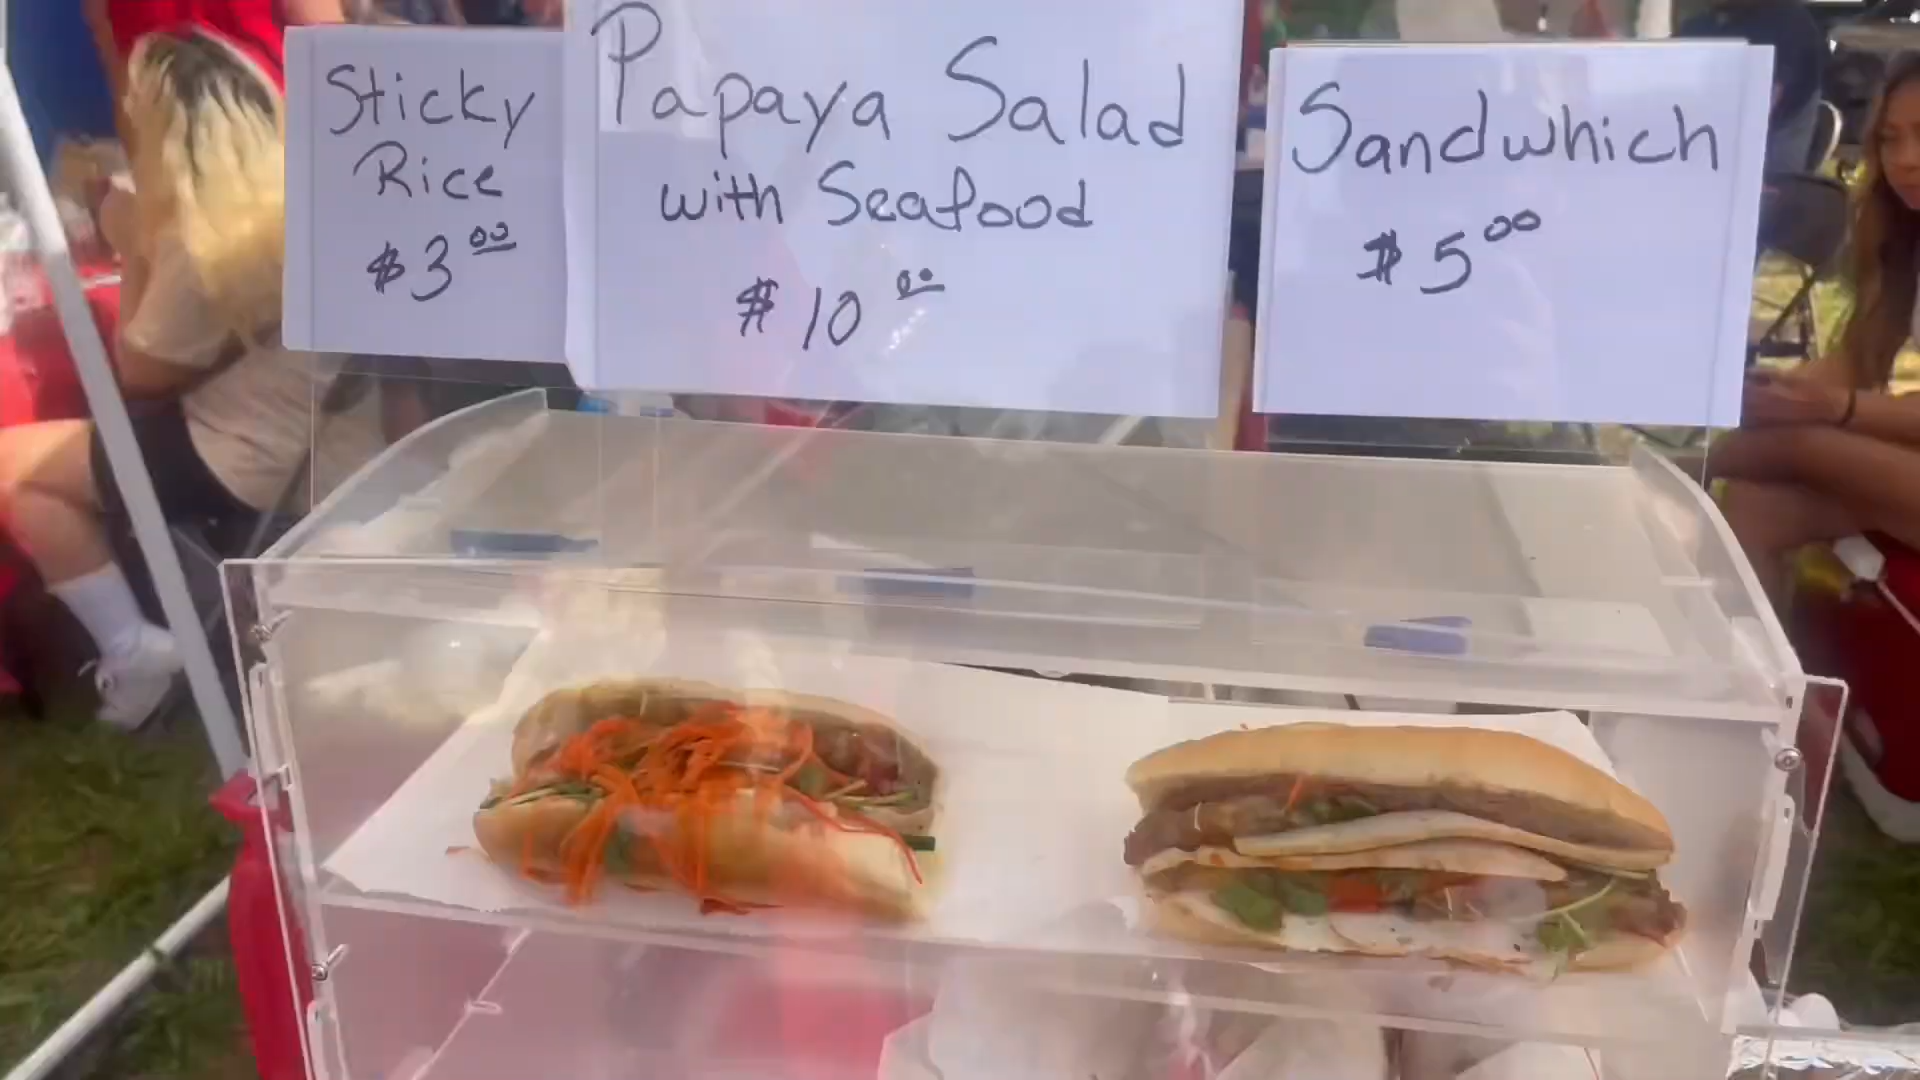 Sticky
Rice
$3.00
Papaya Salad
with Seafood
$10.00
Sandwhich
$5.00